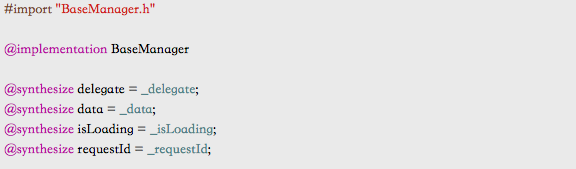 #import "BaseManager.h"
@implementation BaseManager
@synthesize delegate = _delegate;
@synthesize data = _data;
@synthesize isLoading = _isLoading;
@synthesize requestId = _requestId;